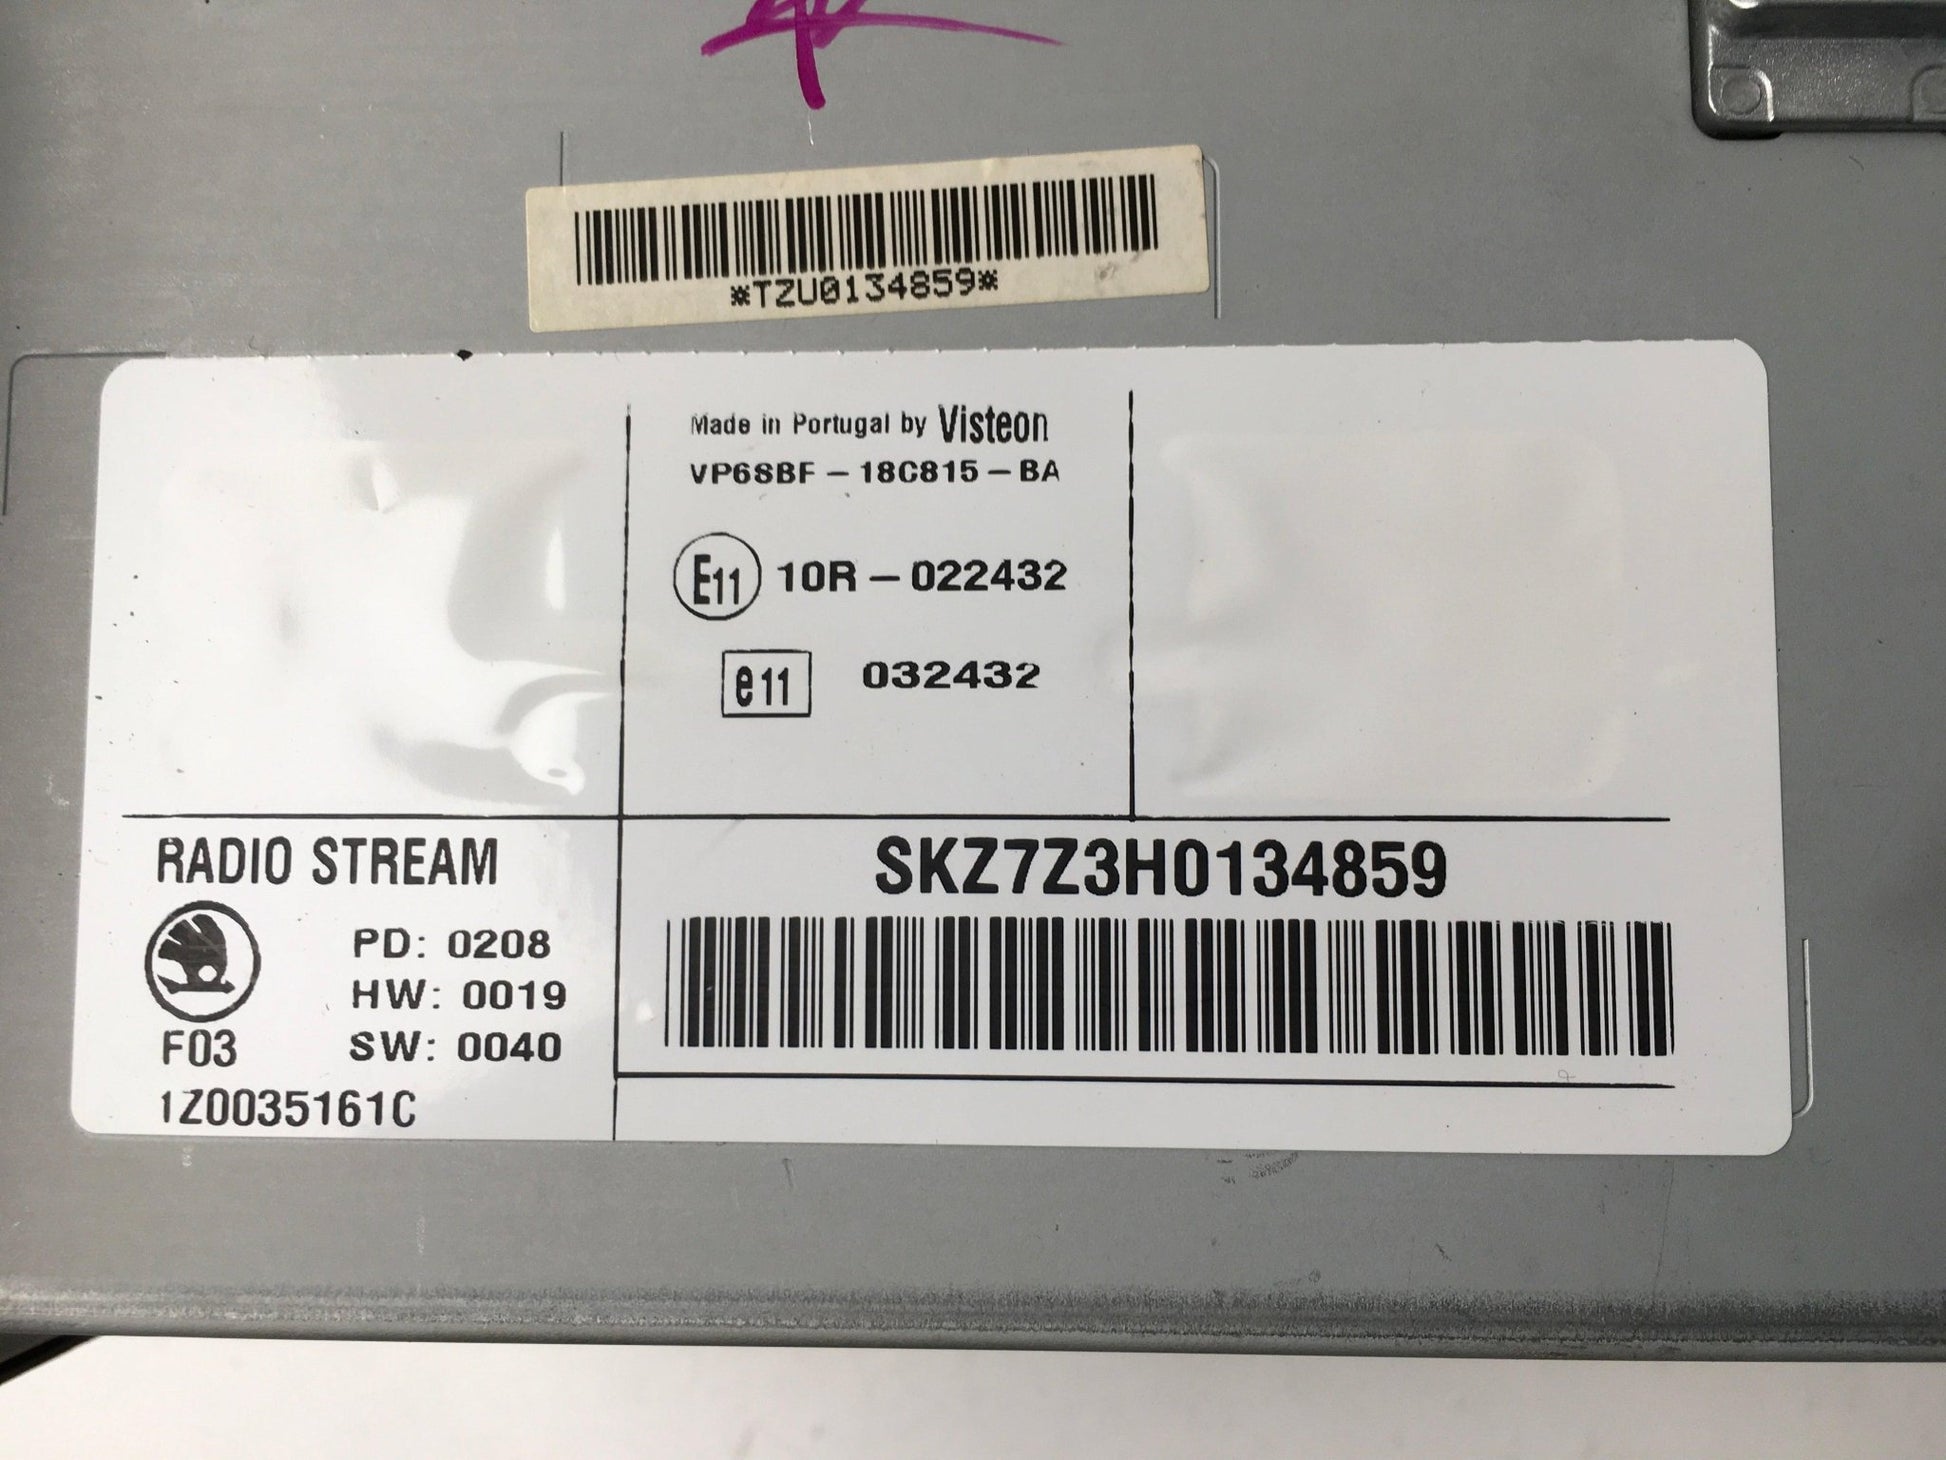 *TZU0134859*
Made in Portugal by Visteon
VP6SBF-18C815-BA
E11 10R-022432
e11 032432
RADIO STREAM
SKZ7Z3H0134859
PD: 0208
HW: 0019
F03 SW: 0040
1Z0035161C